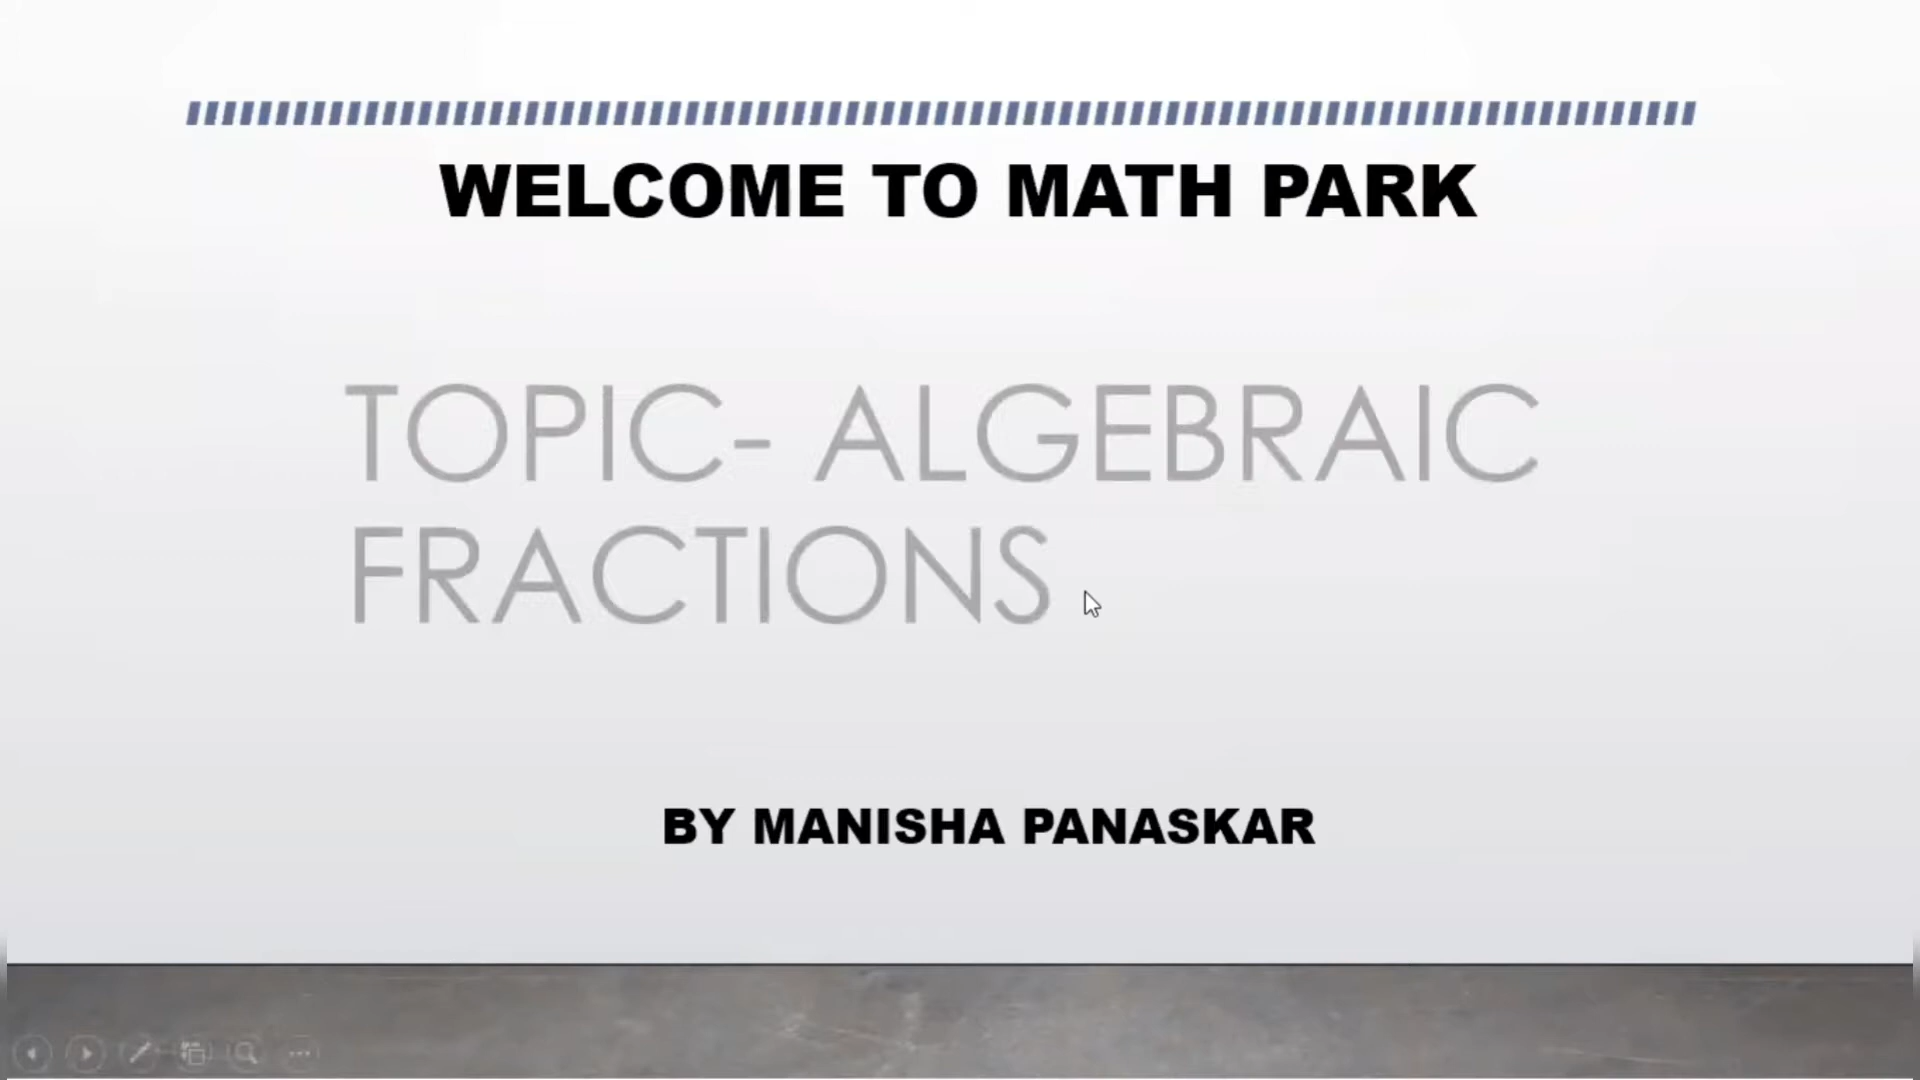 WELCOME TO MATH PARK
TOPIC- ALGEBRAIC
FRACTIONS
BY MANISHA PANASKAR